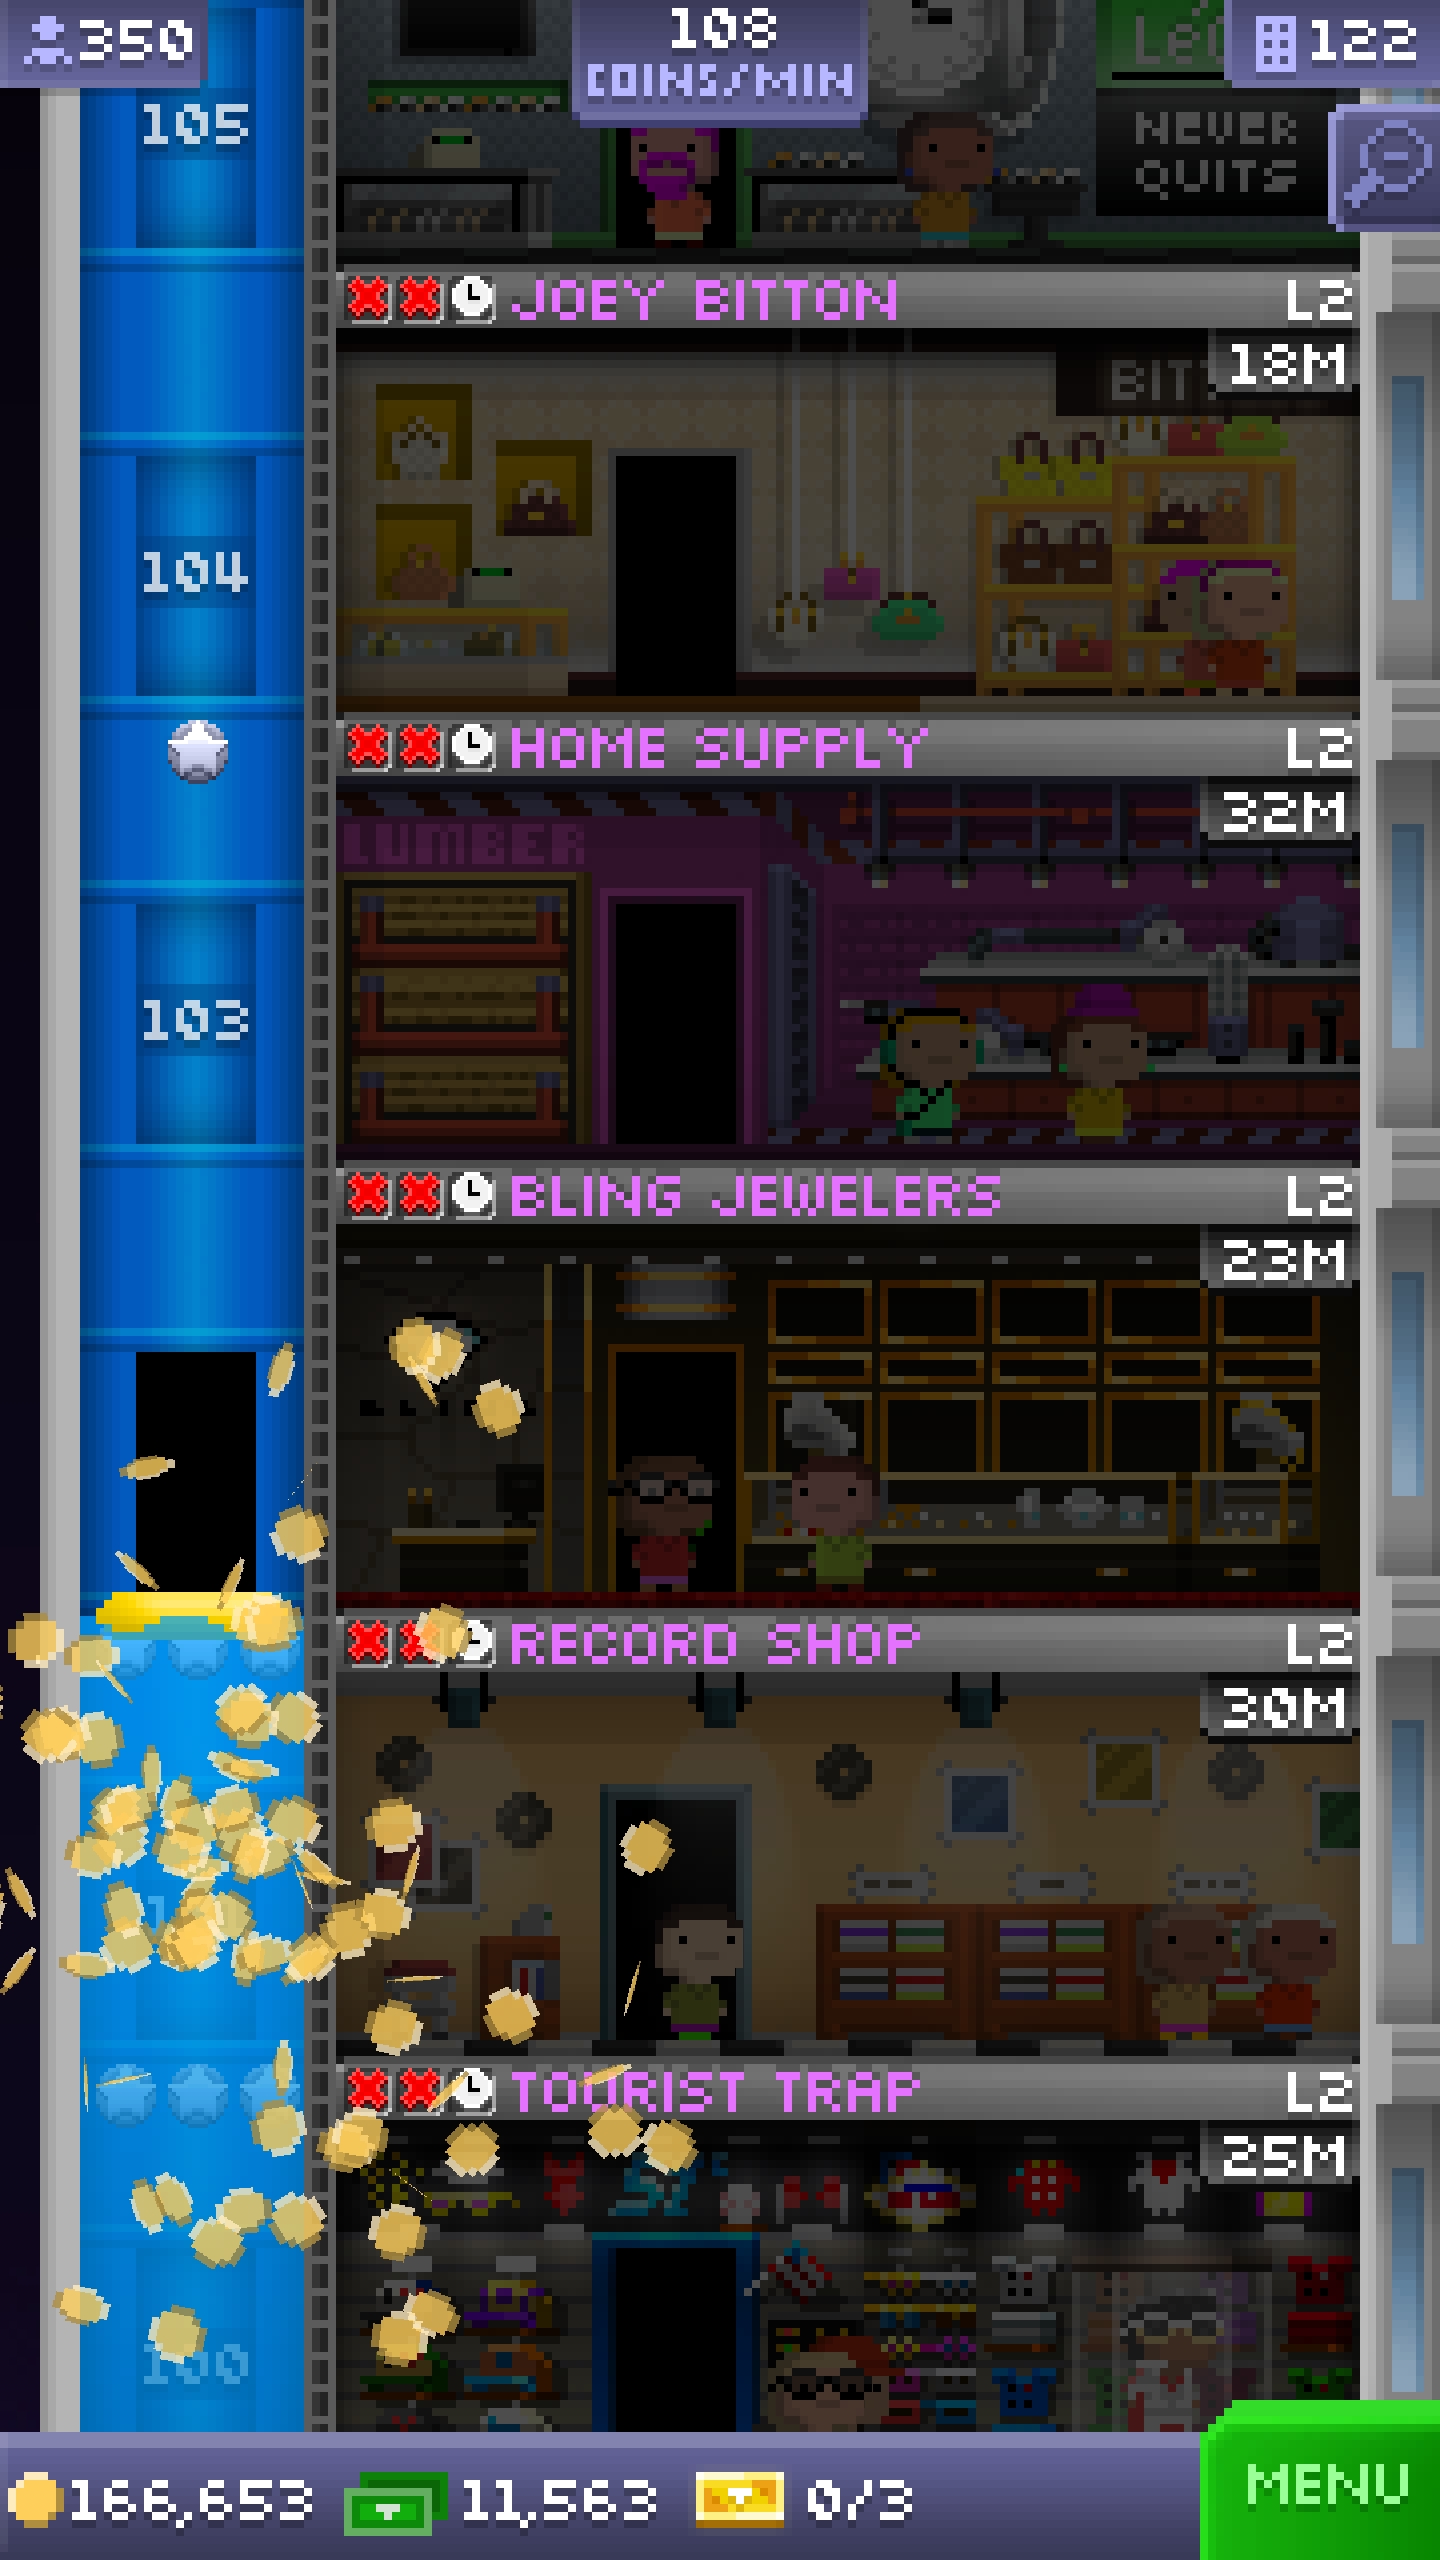 350
108
COINS/MIN
122
105
NEVER
QUITS
JOEY BITTON L2
18M
104
HOME SUPPLY L2
32M
LUMBER
103
BLING JEWELERS L2
23M
RECORD SHOP L2
30M
TOURIST TRAP L2
25M
100
166,653 11,563 0/3
MENU